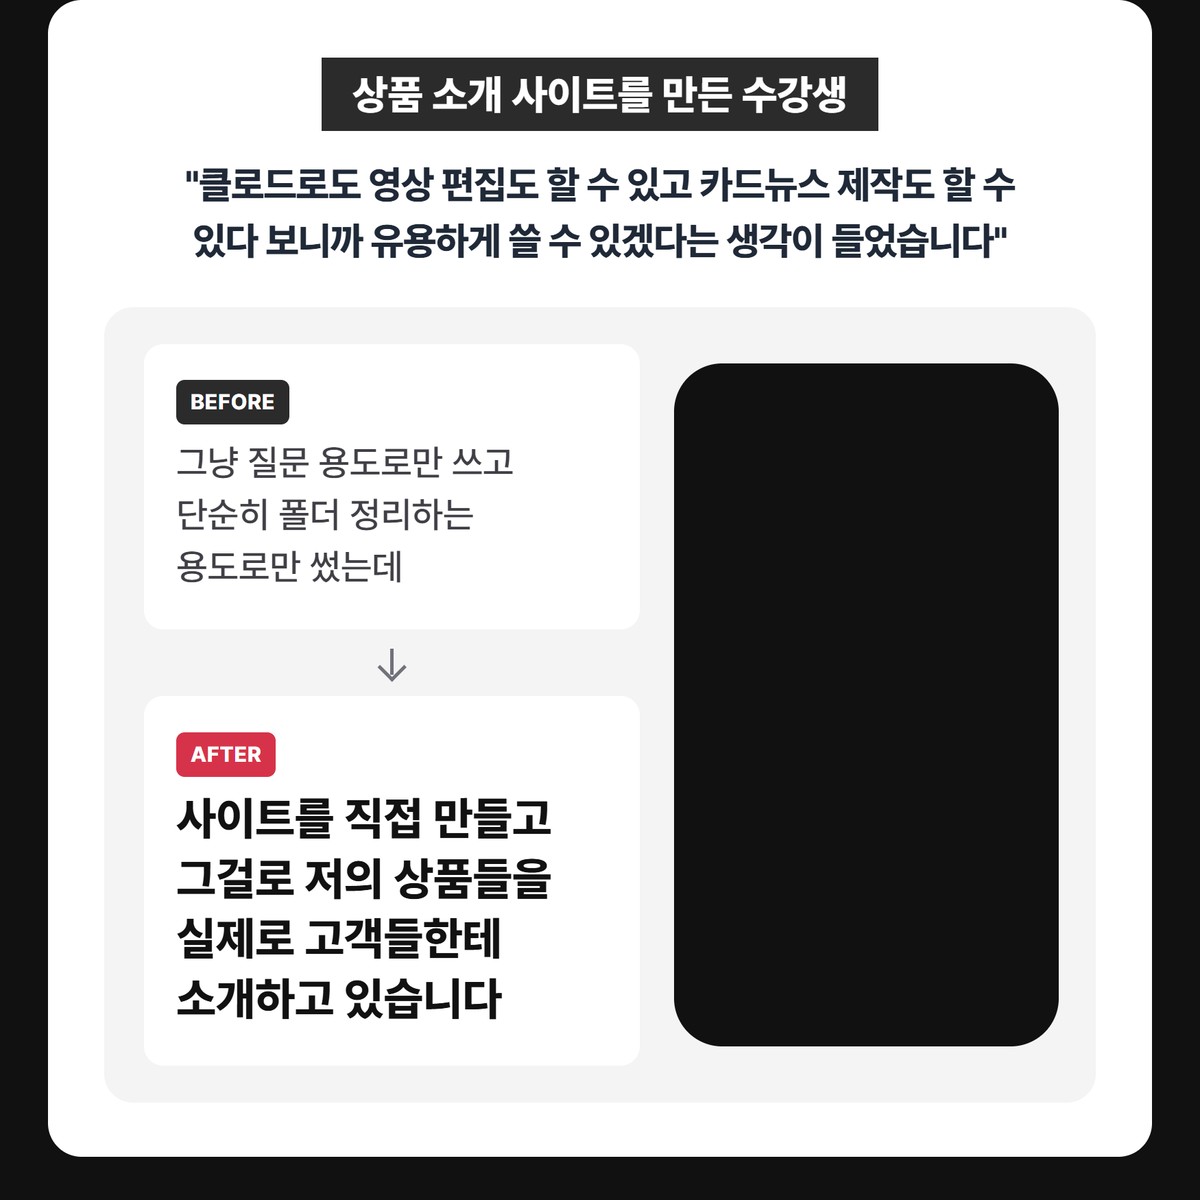 상품 소개 사이트를 만든 수강생
"클로드로도 영상 편집도 할 수 있고 카드뉴스 제작도 할 수
있다 보니까 유용하게 쓸 수 있겠다는 생각이 들었습니다"
BEFORE
그냥 질문 용도로만 쓰고
단순히 폴더 정리하는
용도로만 썼는데
↓
AFTER
사이트를 직접 만들고
그걸로 저의 상품들을
실제로 고객들한테
소개하고 있습니다